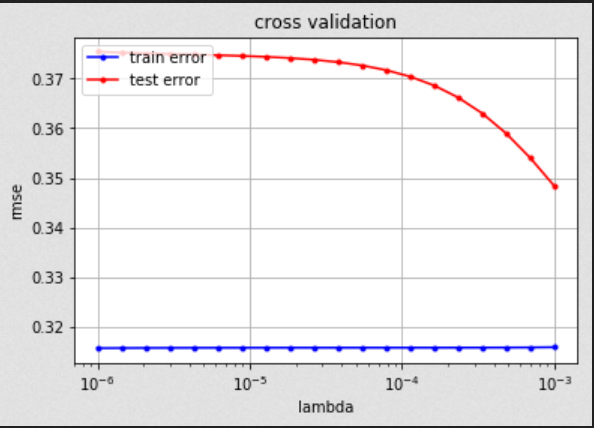 cross validation
train error
test error
0.37
0.36
0.35
0.34
0.33
0.32
rmse
10⁻⁶
10⁻⁵
10⁻⁴
10⁻³
lambda